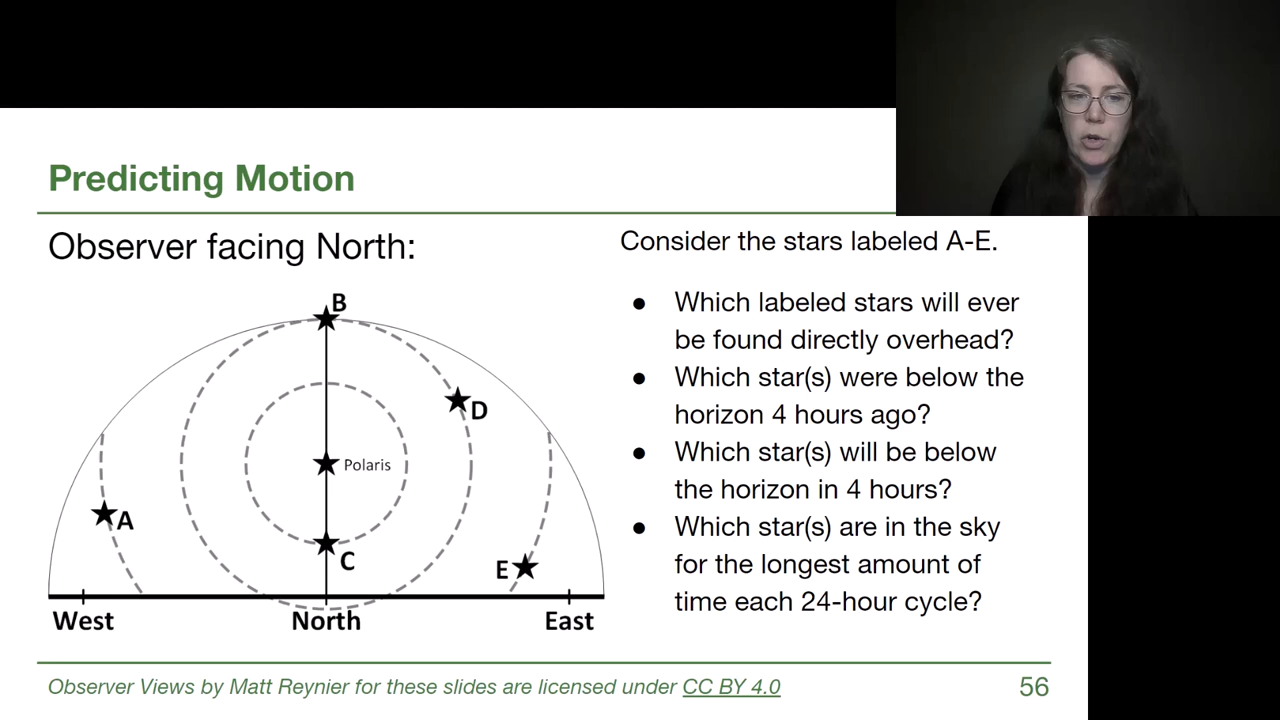 Predicting Motion
Observer facing North:
B
D
Polaris
A
C
E
West
North
East
Consider the stars labeled A-E.
● Which labeled stars will ever
be found directly overhead?
● Which star(s) were below the
horizon 4 hours ago?
● Which star(s) will be below
the horizon in 4 hours?
● Which star(s) are in the sky
for the longest amount of
time each 24-hour cycle?
Observer Views by Matt Reynier for these slides are licensed under CC BY 4.0
56